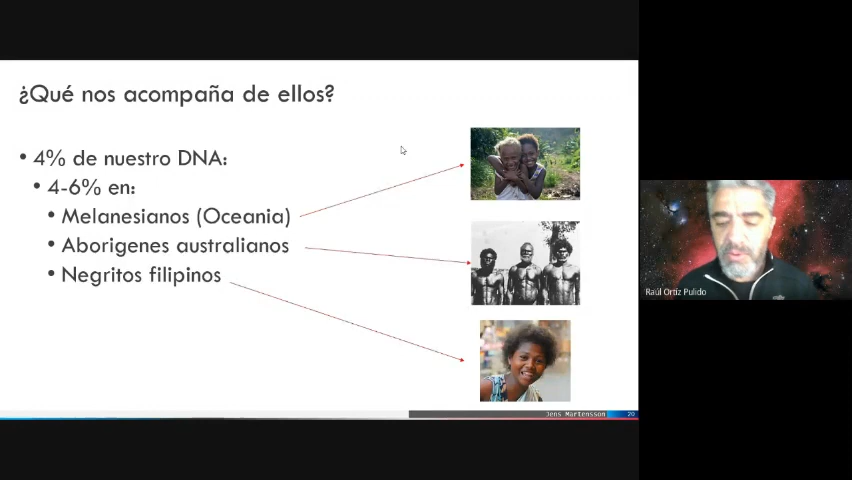 ¿Qué nos acompaña de ellos?
• 4% de nuestro DNA:
• 4-6% en:
• Melanesianos (Oceania)
• Aborigenes australianos
• Negritos filipinos
Jens Martensson 20
Raúl Ortíz Pulido